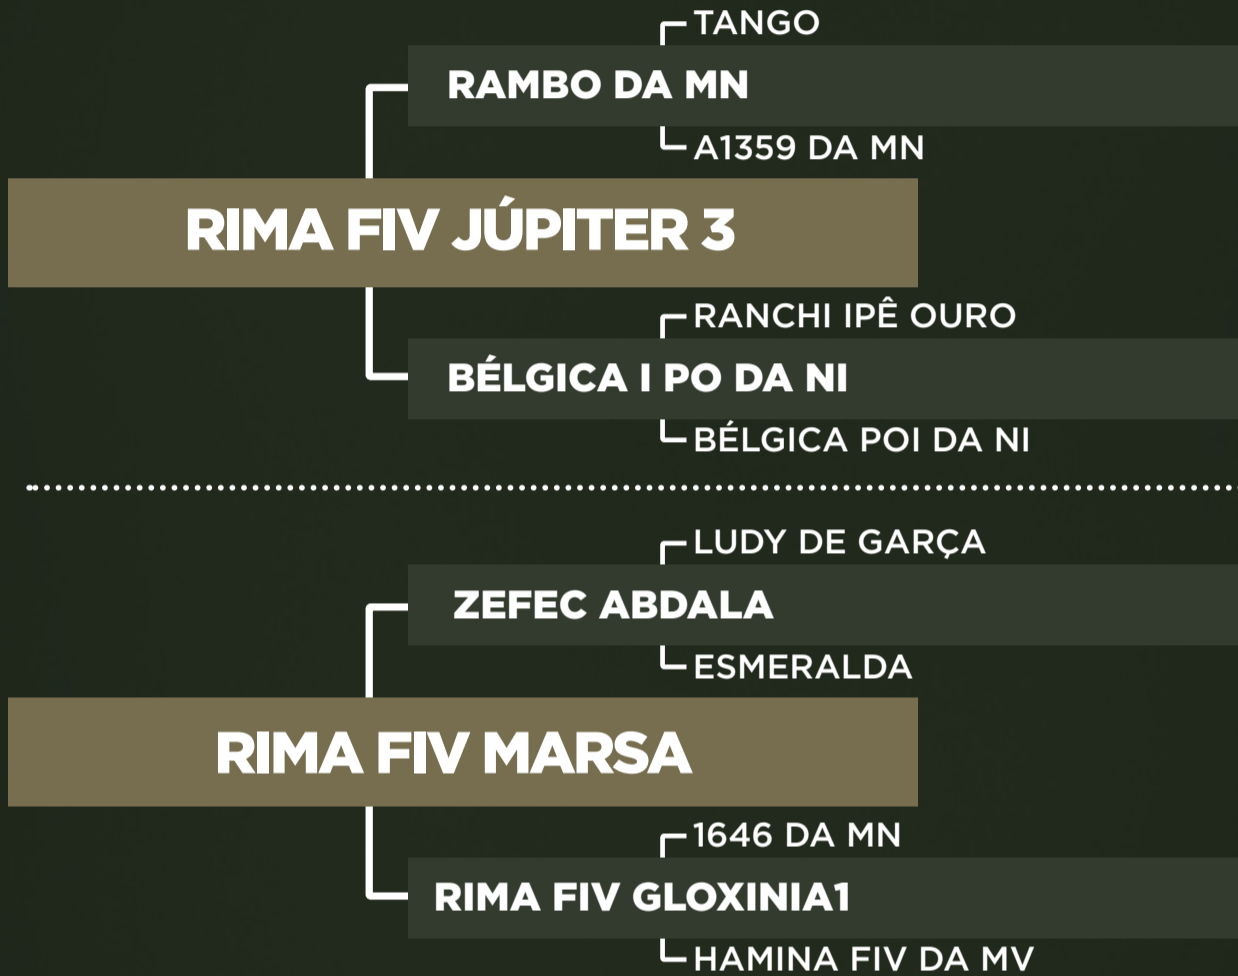 TANGO
RAMBO DA MN
A1359 DA MN
RIMA FIV JÚPITER 3
RANCHI IPÊ OURO
BÉLGICA I PO DA NI
BÉLGICA POI DA NI
LUDY DE GARÇA
ZEFEC ABDALA
ESMERALDA
RIMA FIV MARSA
1646 DA MN
RIMA FIV GLOXINIA1
HAMINA FIV DA MV